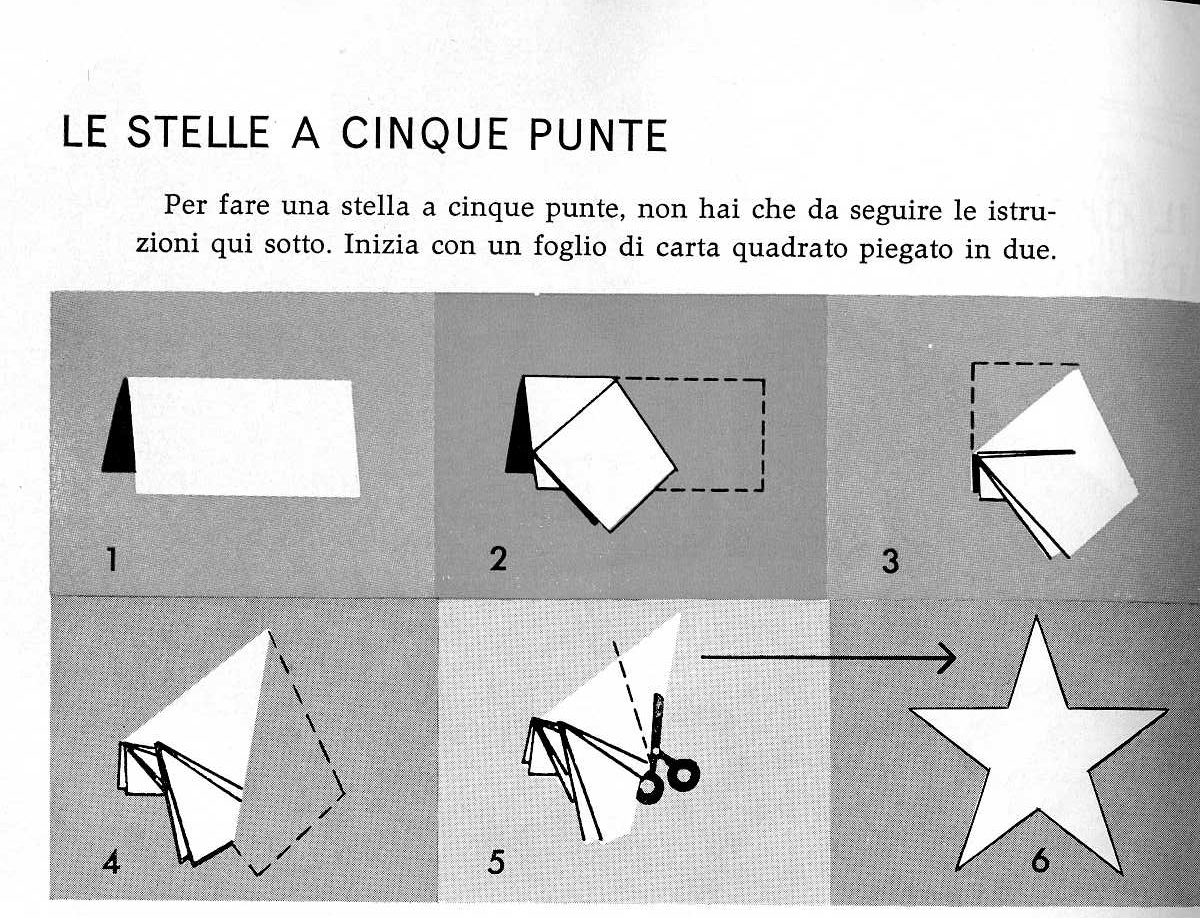 LE STELLE A CINQUE PUNTE
Per fare una stella a cinque punte, non hai che da seguire le istru-
zioni qui sotto. Inizia con un foglio di carta quadrato piegato in due.
1
2
3
4
5
6